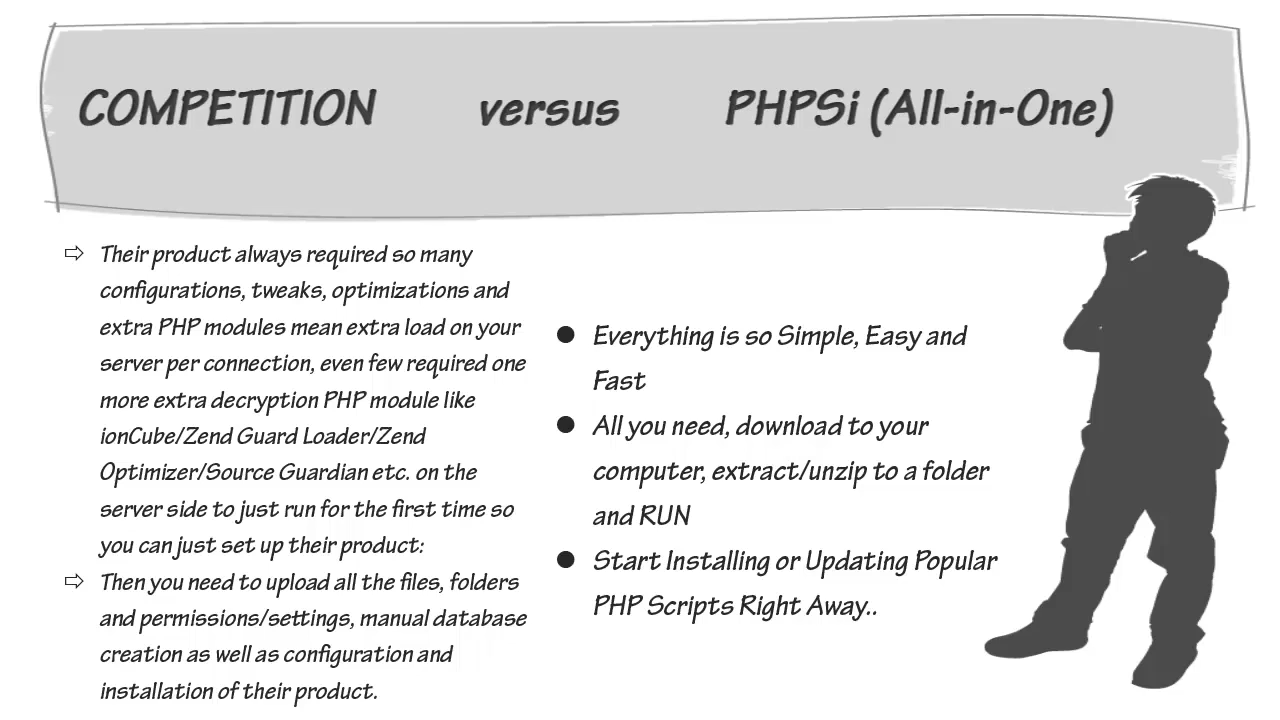 COMPETITION versus PHPSi (All-in-One)
Their product always required so many
configurations, tweaks, optimizations and
extra PHP modules mean extra load on your
server per connection, even few required one
more extra decryption PHP module like
ionCube/Zend Guard Loader/Zend
Optimizer/Source Guardian etc. on the
server side to just run for the first time so
you can just set up their product:
Then you need to upload all the files, folders
and permissions/settings, manual database
creation as well as configuration and
installation of their product.
Everything is so Simple, Easy and
Fast
All you need, download to your
computer, extract/unzip to a folder
and RUN
Start Installing or Updating Popular
PHP Scripts Right Away..